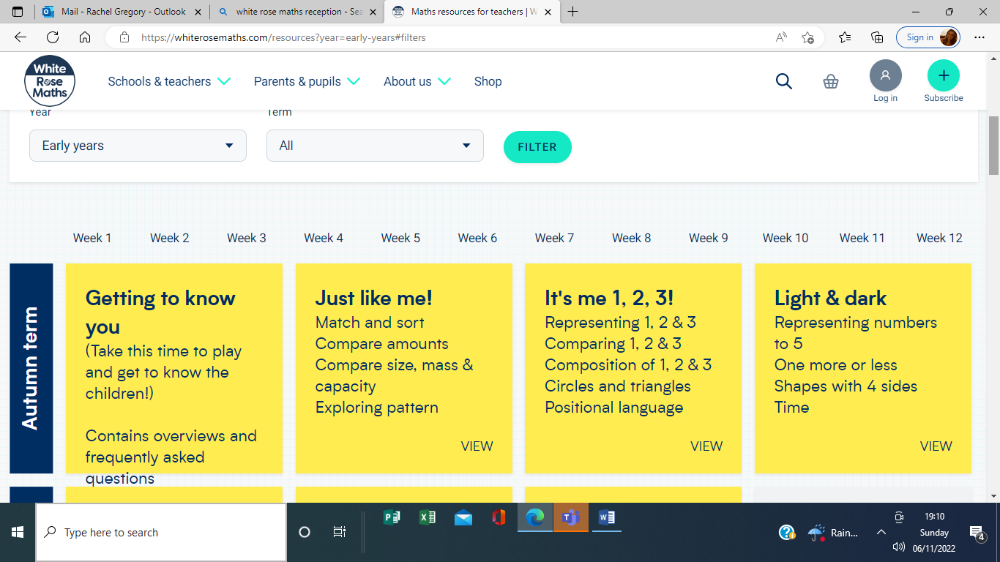 Mail - Rachel Gregory - Outlook
white rose maths reception - Sea
Maths resources for teachers | W
https://whiterosemaths.com/resources?year=early-years#filters
Sign in
White
Rose
Maths
Schools & teachers
Parents & pupils
About us
Shop
Log in
Subscribe
Year
Term
Early years
All
FILTER
Week 1
Week 2
Week 3
Week 4
Week 5
Week 6
Week 7
Week 8
Week 9
Week 10
Week 11
Week 12
Autumn term
Getting to know
you
(Take this time to play
and get to know the
children!)
Contains overviews and
frequently asked
questions
Just like me!
Match and sort
Compare amounts
Compare size, mass &
capacity
Exploring pattern
VIEW
It's me 1, 2, 3!
Representing 1, 2 & 3
Comparing 1, 2 & 3
Composition of 1, 2 & 3
Circles and triangles
Positional language
VIEW
Light & dark
Representing numbers
to 5
One more or less
Shapes with 4 sides
Time
VIEW
Type here to search
Rain...
19:10
Sunday
06/11/2022
4